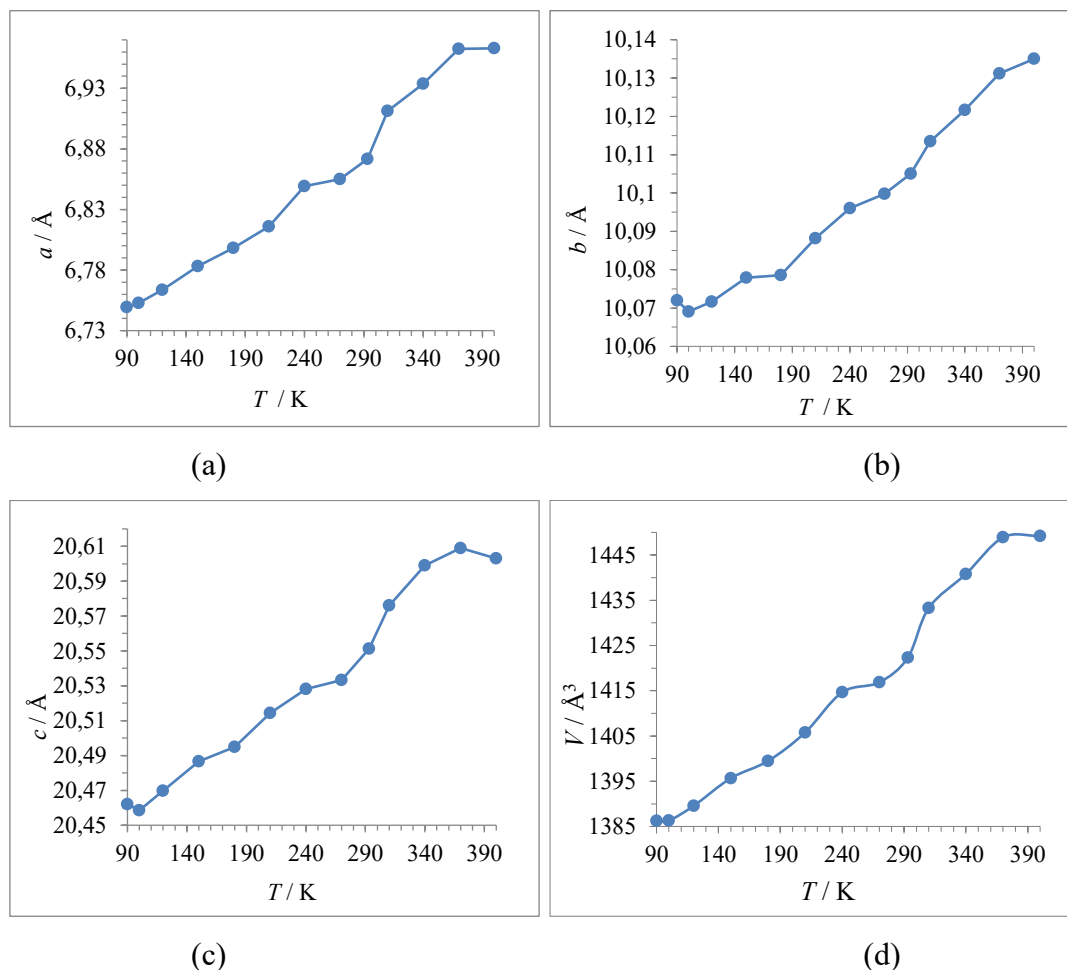 6,93
6,88
6,83
6,78
6,73
a / Å
90 140 190 240 290 340 390
T / K
(a)
10,14
10,13
10,12
10,11
10,1
10,09
10,08
10,07
10,06
b / Å
90 140 190 240 290 340 390
T / K
(b)
20,61
20,59
20,57
20,55
20,53
20,51
20,49
20,47
20,45
c / Å
90 140 190 240 290 340 390
T / K
(c)
1445
1435
1425
1415
1405
1395
1385
V / Å³
90 140 190 240 290 340 390
T / K
(d)